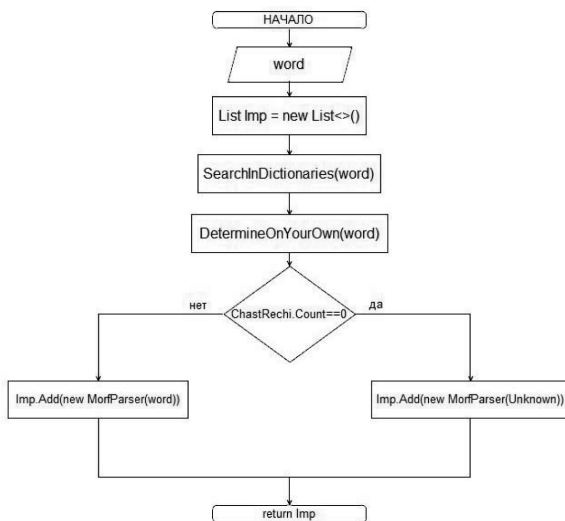 НАЧАЛО
word
List Imp = new List<>()
SearchInDictionaries(word)
DetermineOnYourOwn(word)
нет
ChastRechi.Count==0
да
Imp.Add(new MorfParser(word))
Imp.Add(new MorfParser(Unknown))
return Imp